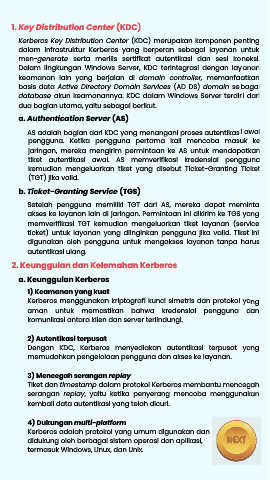 1. Key Distribution Center (KDC)
Kerberos Key Distribution Center (KDC) merupakan komponen penting
dalam infrastruktur Kerberos yang berperan sebagai layanan untuk
men-generate serta merilis sertifikat autentikasi dan sesi koneksi.
Dalam lingkungan Windows Server, KDC terintegrasi dengan layanan
keamanan lain yang berjalan di domain controller, memanfaatkan
basis data Active Directory Domain Services (AD DS) domain sebagai
database akun keamanannya. KDC dalam Windows Server terdiri dari
dua bagian utama, yaitu sebagai berikut.
a. Authentication Server (AS)
AS adalah bagian dari KDC yang menangani proses autentikasi awal
pengguna. Ketika pengguna pertama kali mencoba masuk ke
jaringan, mereka mengirim permintaan ke AS untuk mendapatkan
tiket autentikasi awal. AS memverifikasi kredensial pengguna
kemudian mengeluarkan tiket yang disebut Ticket-Granting Ticket
(TGT) jika valid.
b. Ticket-Granting Service (TGS)
Setelah pengguna memiliki TGT dari AS, mereka dapat meminta
akses ke layanan lain di jaringan. Permintaan ini dikirim ke TGS yang
memverifikasi TGT kemudian mengeluarkan tiket layanan (service
ticket) untuk layanan yang diinginkan pengguna jika valid. Tiket ini
digunakan oleh pengguna untuk mengakses layanan tanpa harus
autentikasi ulang.
2. Keunggulan dan Kelemahan Kerberos
a. Keunggulan Kerberos
1) Keamanan yang kuat
Kerberos menggunakan kriptografi kunci simetris dan protokol yang
aman untuk memastikan bahwa kredensial pengguna dan
komunikasi antara klien dan server terlindungi.
2) Autentikasi terpusat
Dengan KDC, Kerberos menyediakan autentikasi terpusat yang
memudahkan pengelolaan pengguna dan akses ke layanan.
3) Mencegah serangan replay
Tiket dan timestamp dalam protokol Kerberos membantu mencegah
serangan replay, yaitu ketika penyerang mencoba menggunakan
kembali data autentikasi yang telah dicuri.
4) Dukungan multi-platform
Kerberos adalah protokol yang umum digunakan dan
didukung oleh berbagai sistem operasi dan aplikasi,
termasuk Windows, Linux, dan Unix.
NEXT